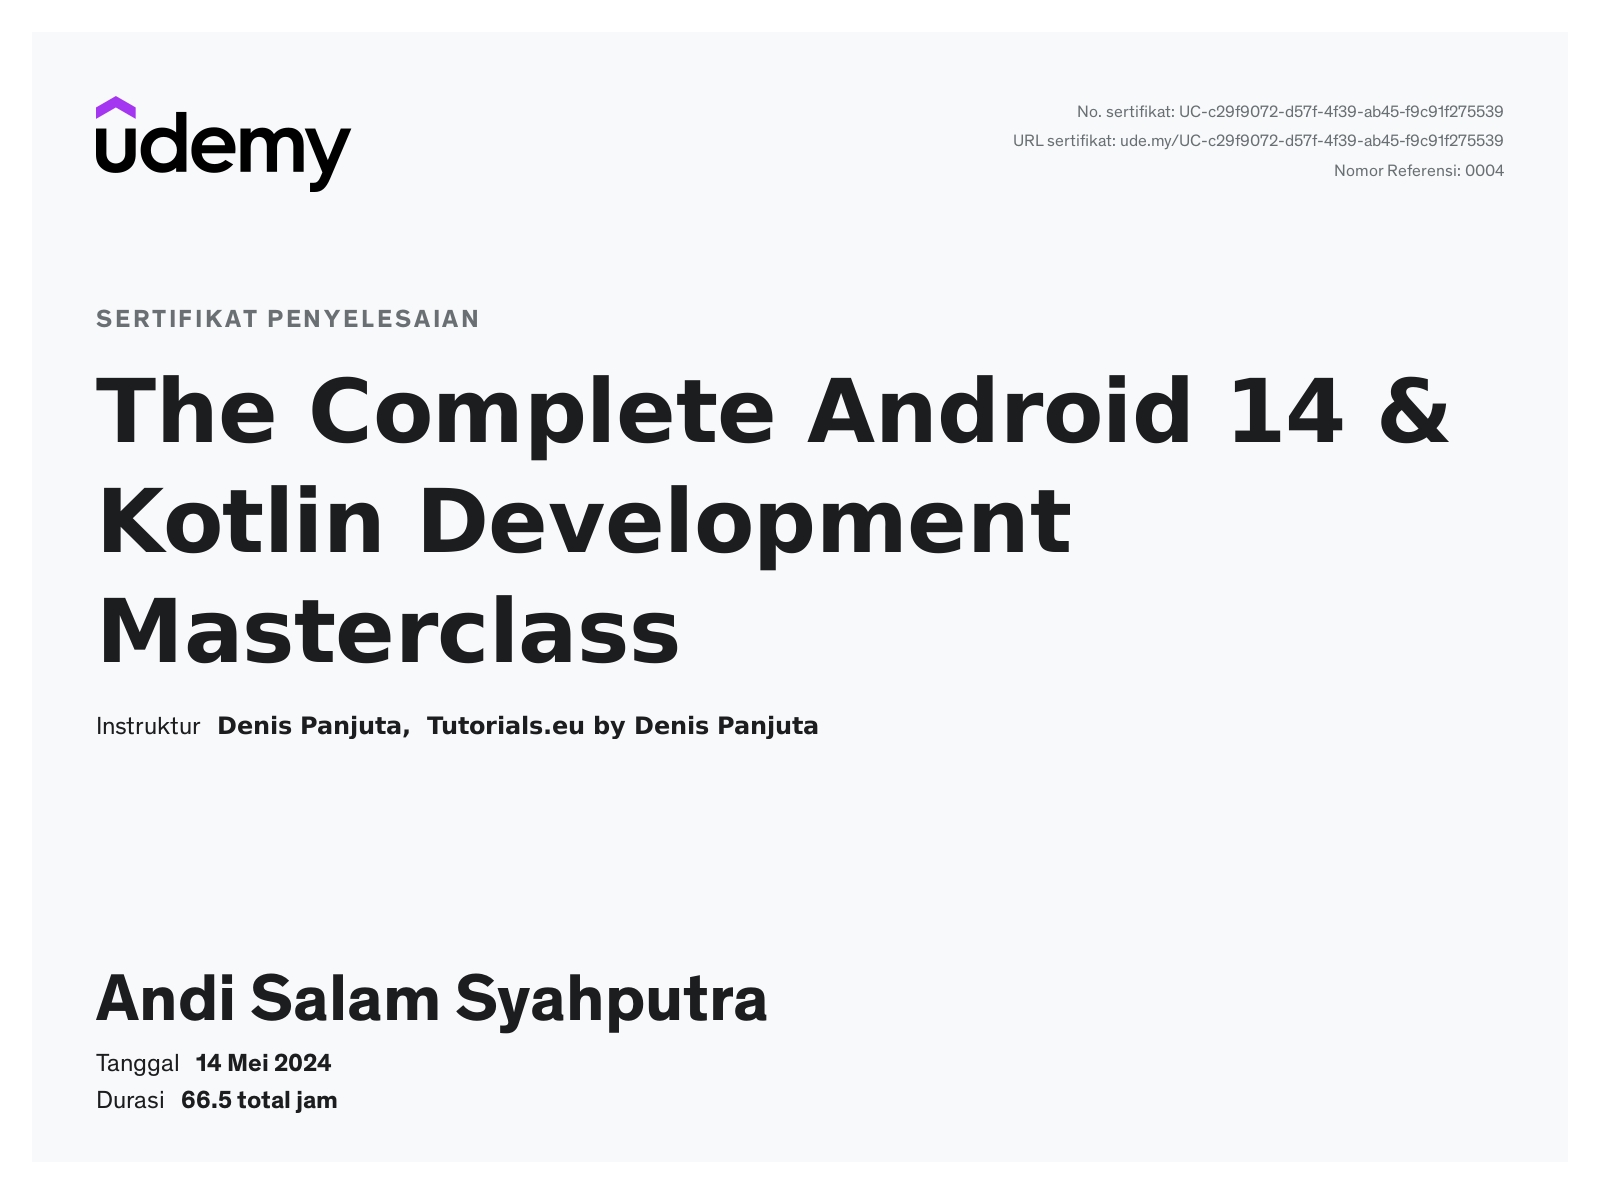 udemy
No. sertifikat: UC-c29f9072-d57f-4f39-ab45-f9c91f275539
URL sertifikat: ude.my/UC-c29f9072-d57f-4f39-ab45-f9c91f275539
Nomor Referensi: 0004
SERTIFIKAT PENYELESAIAN
The Complete Android 14 &
Kotlin Development
Masterclass
Instruktur Denis Panjuta, Tutorials.eu by Denis Panjuta
Andi Salam Syahputra
Tanggal 14 Mei 2024
Durasi 66.5 total jam